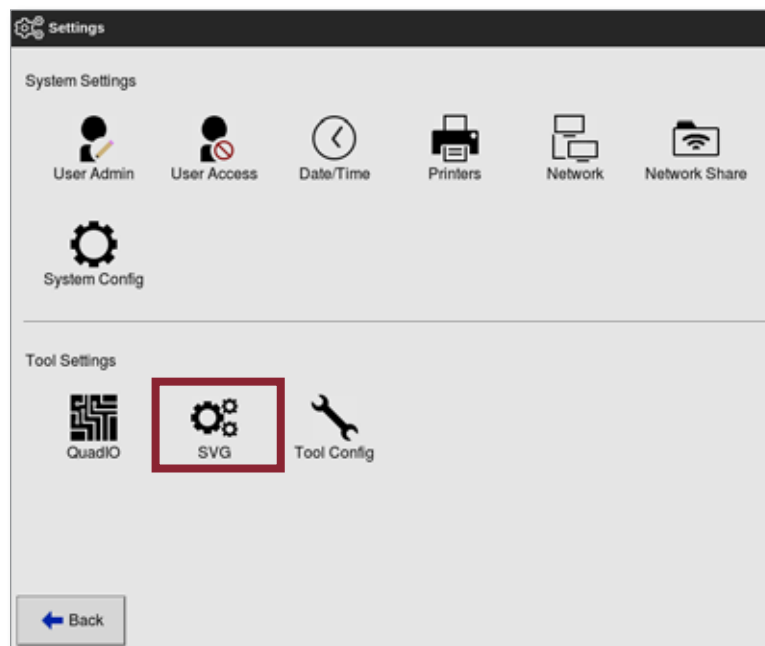 Settings
System Settings
User Admin
User Access
Date/Time
Printers
Network
Network Share
System Config
Tool Settings
QuadIO
SVG
Tool Config
Back